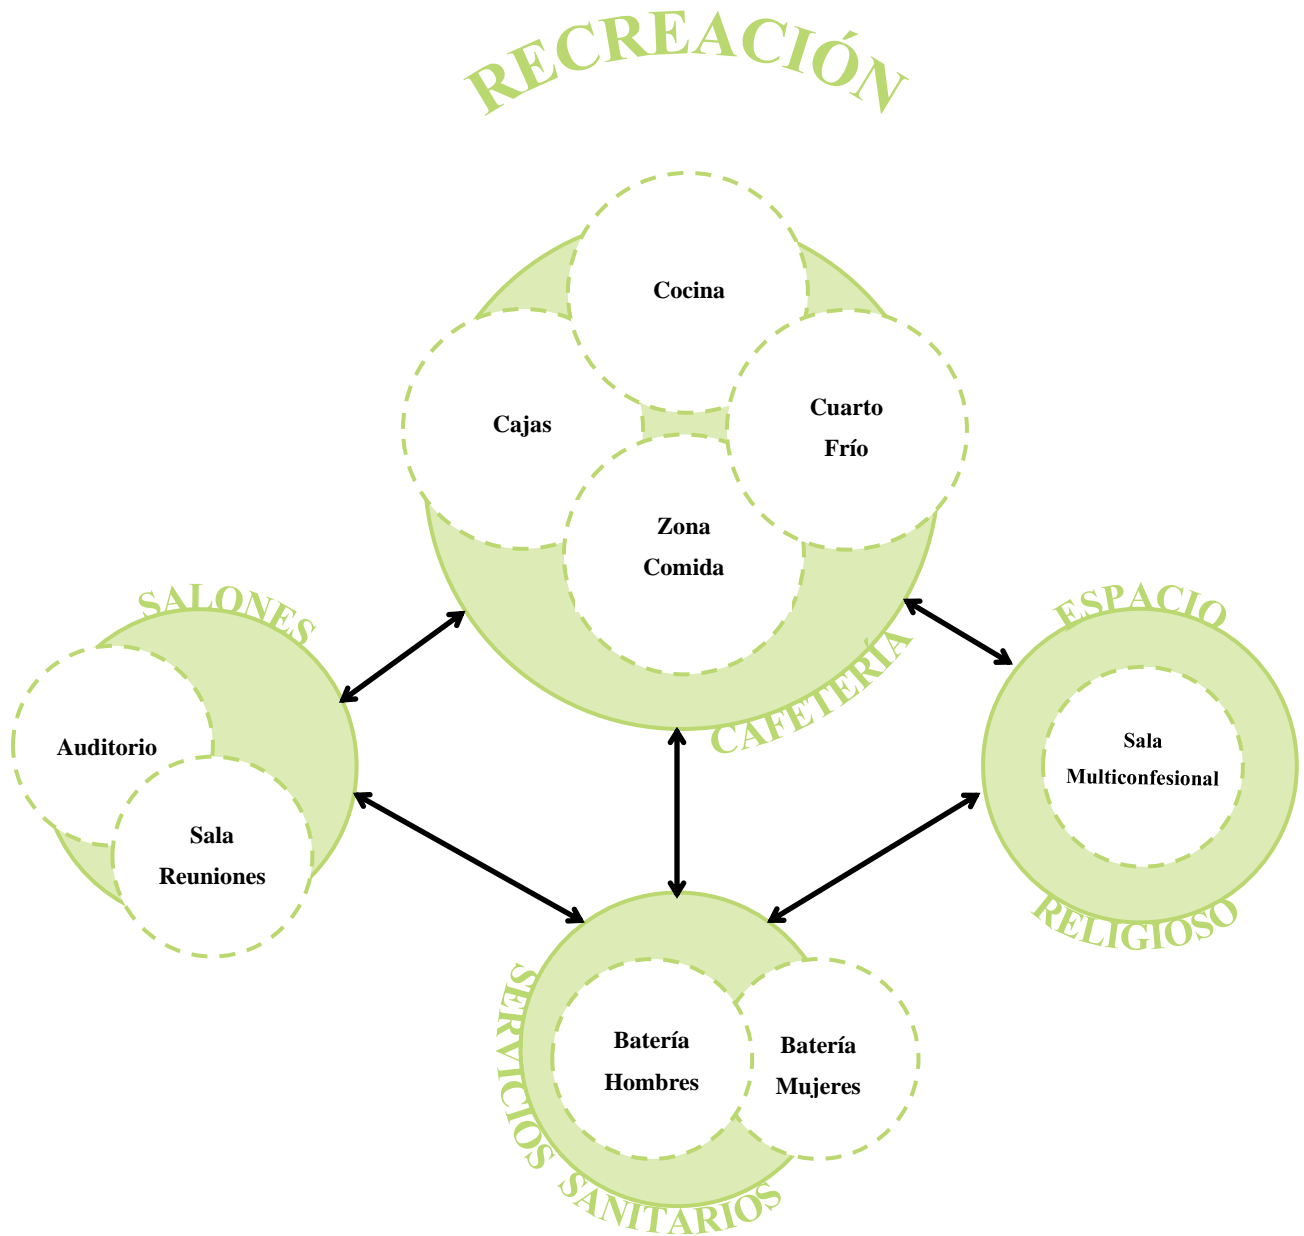 RECREACIÓN
Cocina
Cajas
Cuarto
Frío
Zona
Comida
CAFETERÍA
SALONES
Auditorio
Sala
Reuniones
ESPACIO
Sala
Multiconfesional
RELIGIOSO
SERVICIOS SANITARIOS
Batería
Hombres
Batería
Mujeres